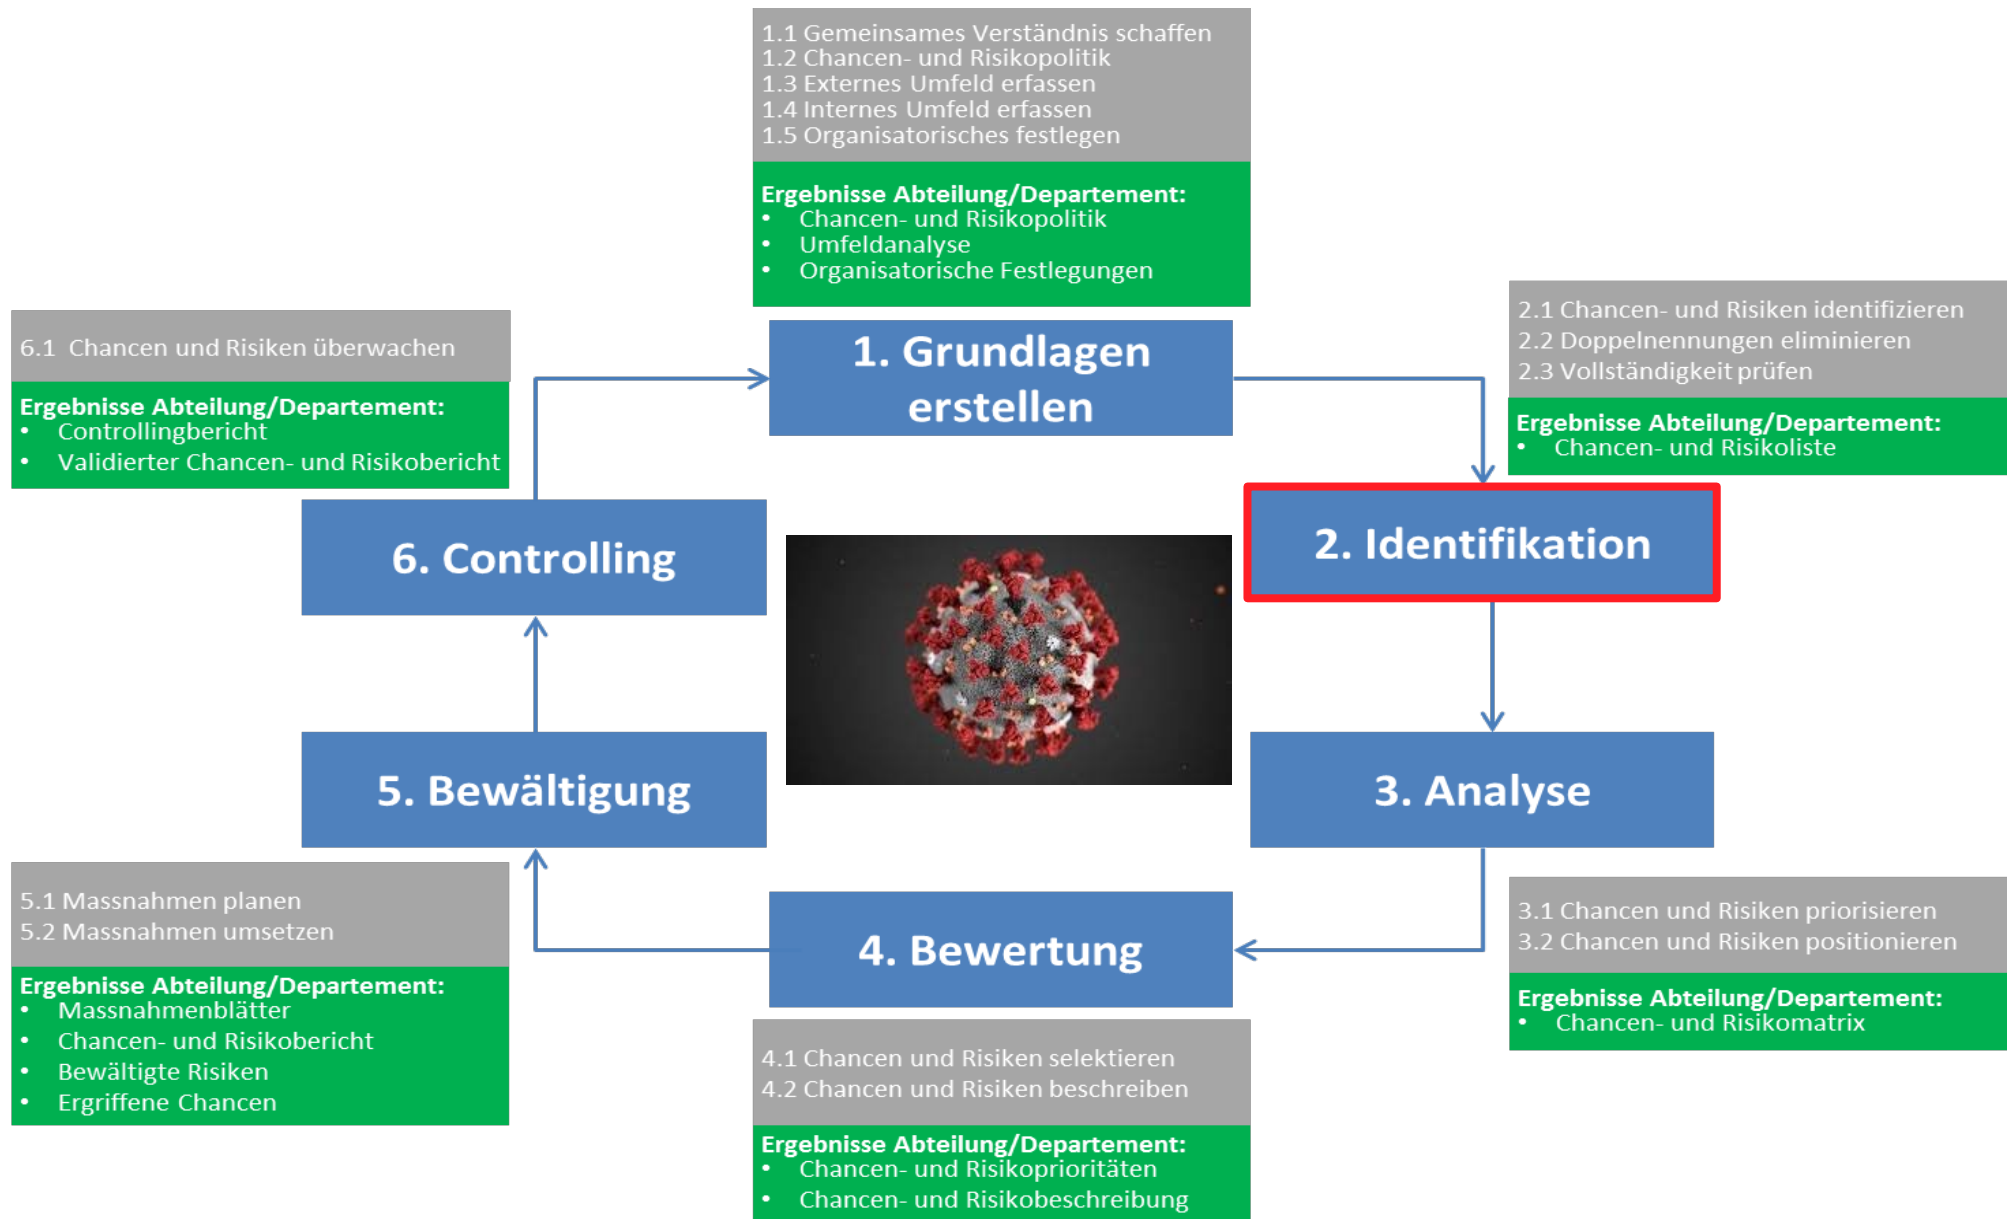 1.1 Gemeinsames Verständnis schaffen
1.2 Chancen- und Risikopolitik
1.3 Externes Umfeld erfassen
1.4 Internes Umfeld erfassen
1.5 Organisatorisches festlegen
Ergebnisse Abteilung/Departement:
• Chancen- und Risikopolitik
• Umfeldanalyse
• Organisatorische Festlegungen
1. Grundlagen
erstellen
2.1 Chancen- und Risiken identifizieren
2.2 Doppelnennungen eliminieren
2.3 Vollständigkeit prüfen
Ergebnisse Abteilung/Departement:
• Chancen- und Risikoliste
2. Identifikation
3. Analyse
3.1 Chancen und Risiken priorisieren
3.2 Chancen und Risiken positionieren
Ergebnisse Abteilung/Departement:
• Chancen- und Risikomatrix
4. Bewertung
4.1 Chancen und Risiken selektieren
4.2 Chancen und Risiken beschreiben
Ergebnisse Abteilung/Departement:
• Chancen- und Risikoprioritäten
• Chancen- und Risikobeschreibung
5. Bewältigung
5.1 Massnahmen planen
5.2 Massnahmen umsetzen
Ergebnisse Abteilung/Departement:
• Massnahmenblätter
• Chancen- und Risikobericht
• Bewältigte Risiken
• Ergriffene Chancen
6.1 Chancen und Risiken überwachen
Ergebnisse Abteilung/Departement:
• Controllingbericht
• Validierter Chancen- und Risikobericht
6. Controlling